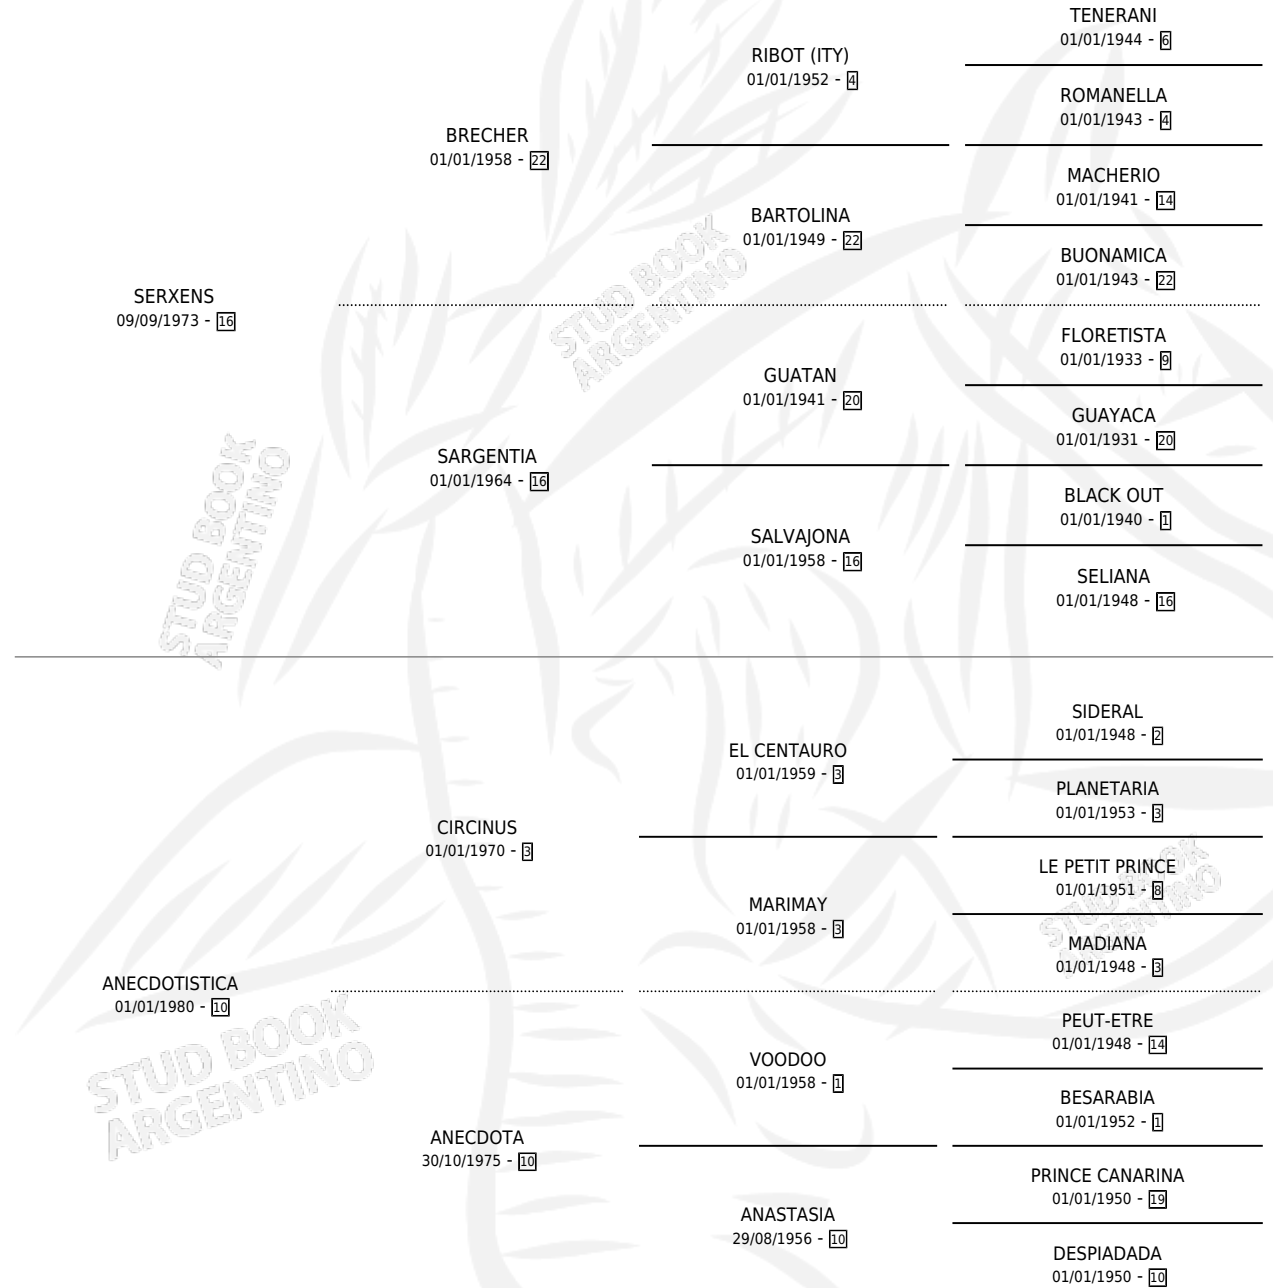 TENERANI
01/01/1944 - 6
RIBOT (ITY)
01/01/1952 - 4
ROMANELLA
01/01/1943 - 4
BRECHER
01/01/1958 - 22
MACHERIO
01/01/1941 - 14
BARTOLINA
01/01/1949 - 22
BUONAMICA
01/01/1943 - 22
SERXENS
09/09/1973 - 16
FLORETISTA
01/01/1933 - 9
GUATAN
01/01/1941 - 20
GUAYACA
01/01/1931 - 20
SARGENTIA
01/01/1964 - 16
BLACK OUT
01/01/1940 - 1
SALVAJONA
01/01/1958 - 16
SELIANA
01/01/1948 - 16
STUD BOOK
ARGENTINO
STUD BOOK
ARGENTINO
SIDERAL
01/01/1948 - 2
EL CENTAURO
01/01/1959 - 3
PLANETARIA
01/01/1953 - 3
CIRCINUS
01/01/1970 - 3
LE PETIT PRINCE
01/01/1951 - 8
MARIMAY
01/01/1958 - 3
MADIANA
01/01/1948 - 3
ANECDOTISTICA
01/01/1980 - 10
PEUT-ETRE
01/01/1948 - 14
VOODOO
01/01/1958 - 1
BESARABIA
01/01/1952 - 1
ANECDOTA
30/10/1975 - 10
PRINCE CANARINA
01/01/1950 - 19
ANASTASIA
29/08/1956 - 10
DESPIADADA
01/01/1950 - 10
STUD BOOK
ARGENTINO
STUD BOOK
ARGENTINO